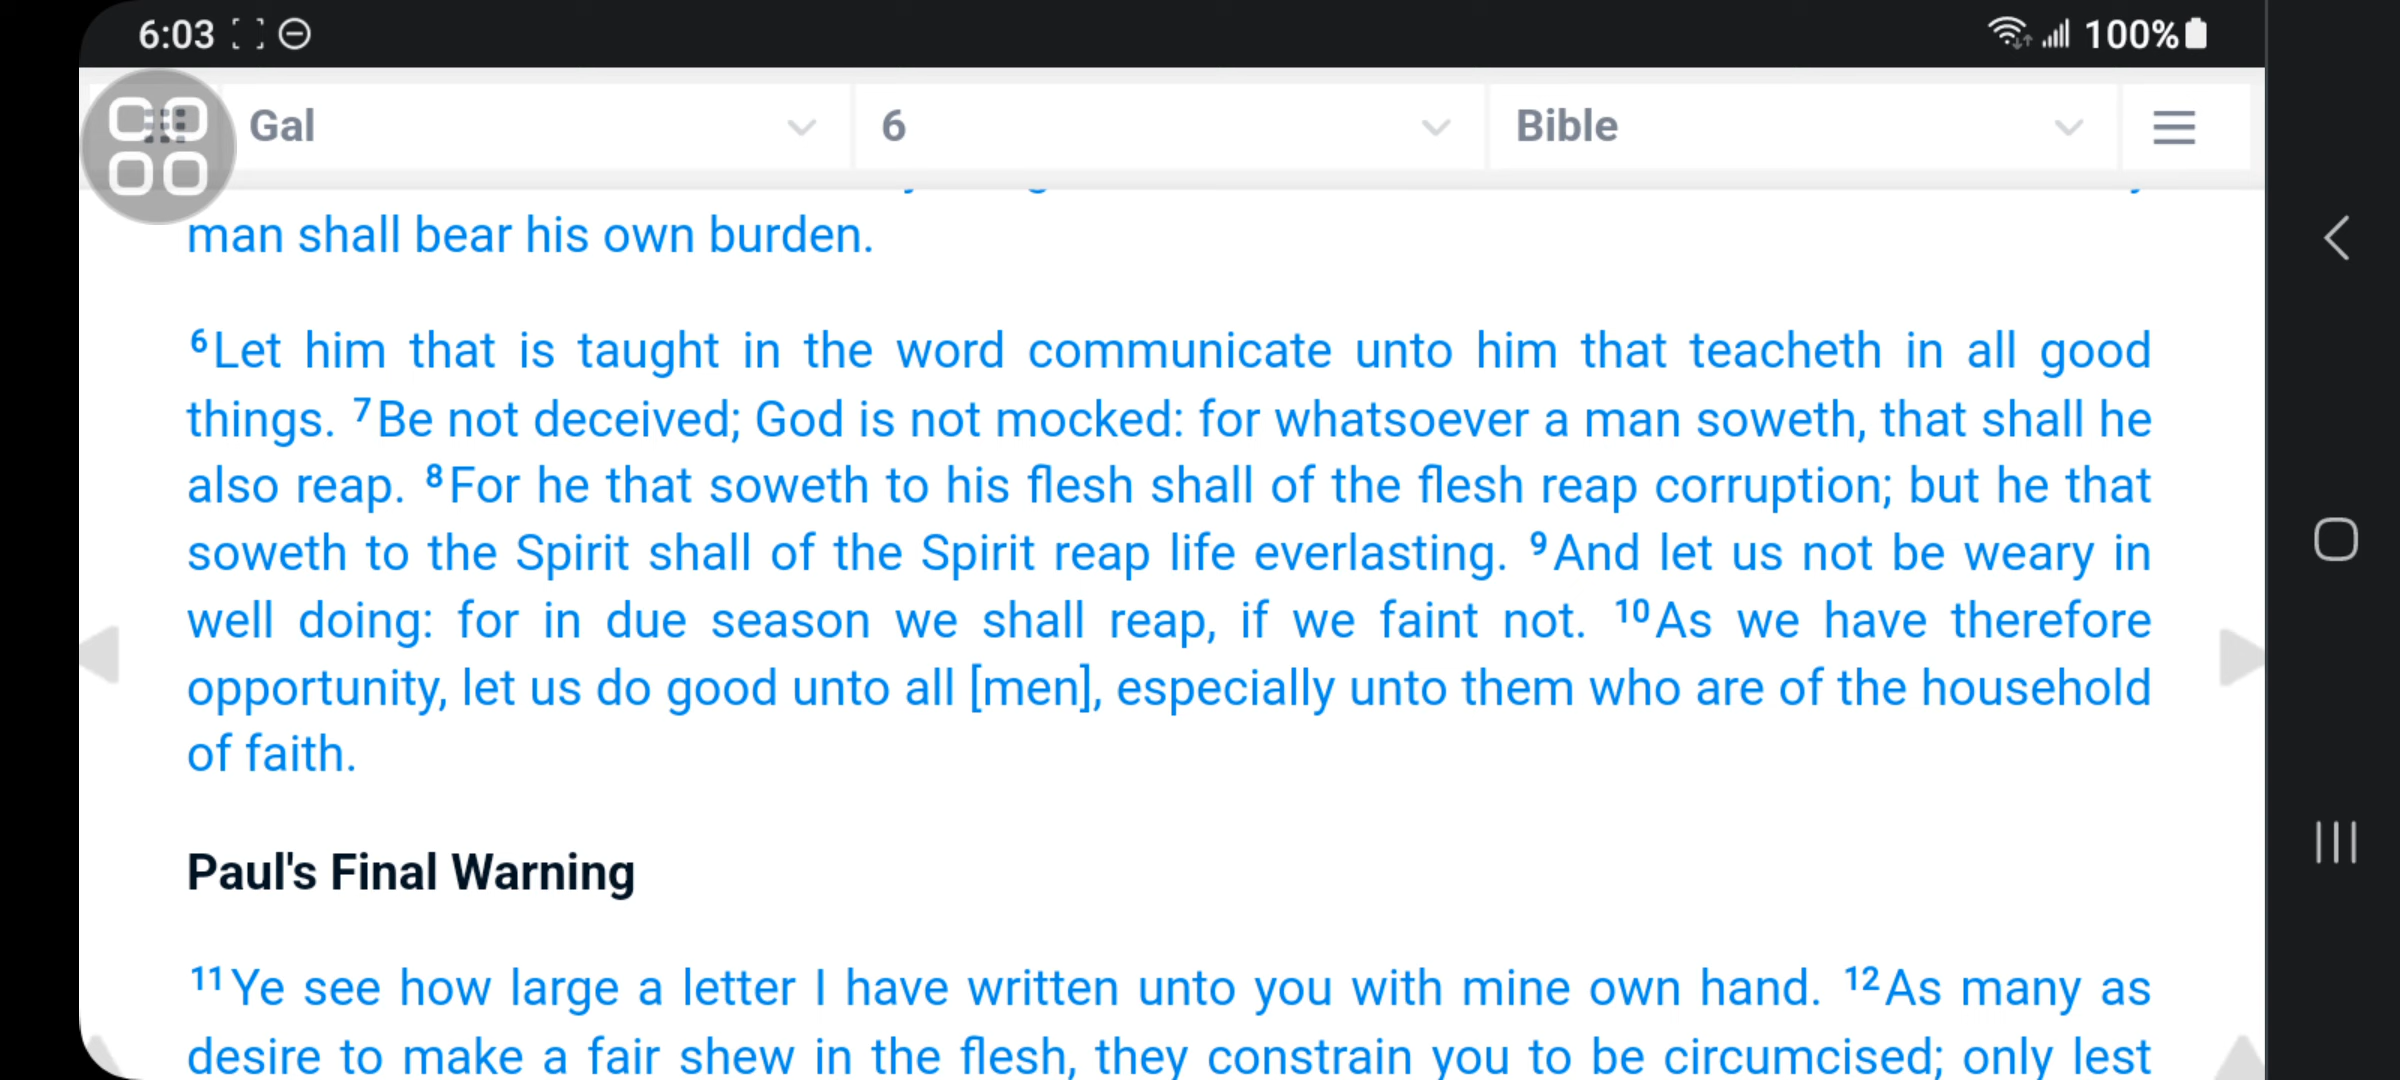 6:03
100%
Gal
6
Bible
man shall bear his own burden.
6Let him that is taught in the word communicate unto him that teacheth in all good
things. 7Be not deceived; God is not mocked: for whatsoever a man soweth, that shall he
also reap. 8For he that soweth to his flesh shall of the flesh reap corruption; but he that
soweth to the Spirit shall of the Spirit reap life everlasting. 9And let us not be weary in
well doing: for in due season we shall reap, if we faint not. 10As we have therefore
opportunity, let us do good unto all [men], especially unto them who are of the household
of faith.
Paul's Final Warning
11Ye see how large a letter I have written unto you with mine own hand. 12As many as
desire to make a fair shew in the flesh, they constrain you to be circumcised; only lest